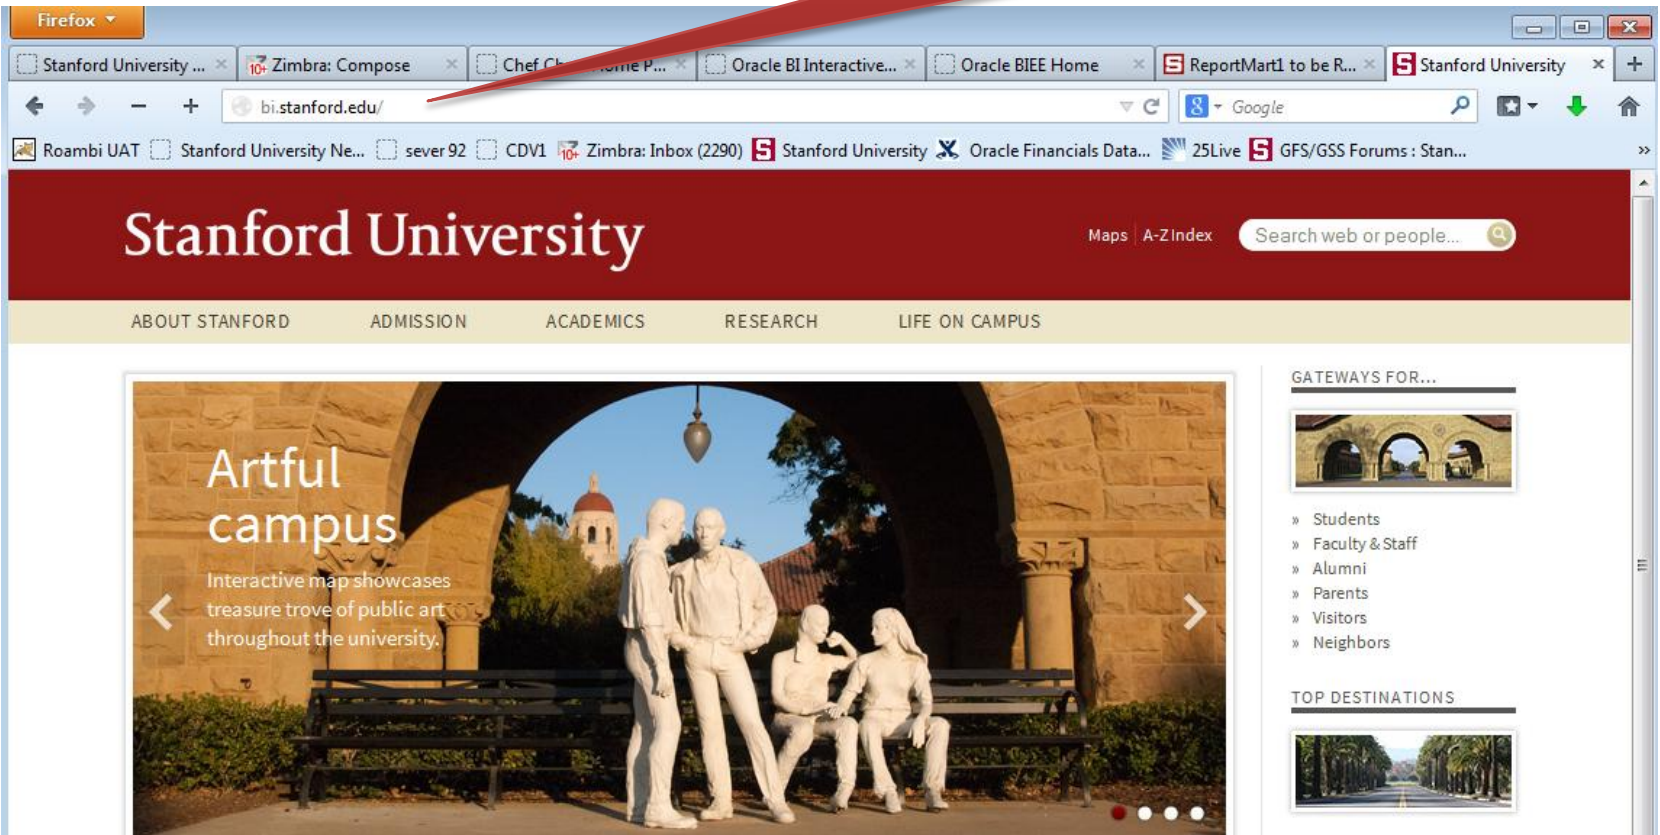 Firefox
Stanford University ... Zimbra: Compose Chef Ch Home P... Oracle BI Interactive... Oracle BIEE Home ReportMart1 to be R... Stanford University
bi.stanford.edu/ Google
Roambi UAT Stanford University Ne... sever 92 CDV1 Zimbra: Inbox (2290) Stanford University Oracle Financials Data... 25Live GFS/GSS Forums : Stan...
Stanford University
Maps A-Z Index Search web or people...
ABOUT STANFORD ADMISSION ACADEMICS RESEARCH LIFE ON CAMPUS
Artful
campus
Interactive map showcases
treasure trove of public art
throughout the university.
GATEWAYS FOR...
» Students
» Faculty & Staff
» Alumni
» Parents
» Visitors
» Neighbors
TOP DESTINATIONS